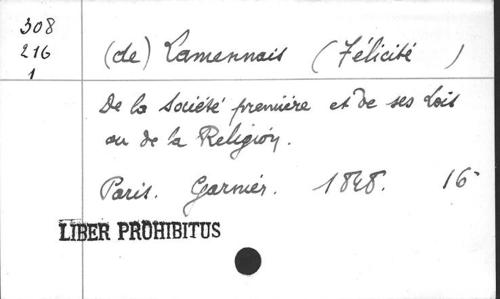 308
216
1
(de) Lamennais (Félicité )
De la Société première et de ses lois
ou de la Religion.
Paris. Garnier. 1848. 16°
LIBER PROHIBITUS